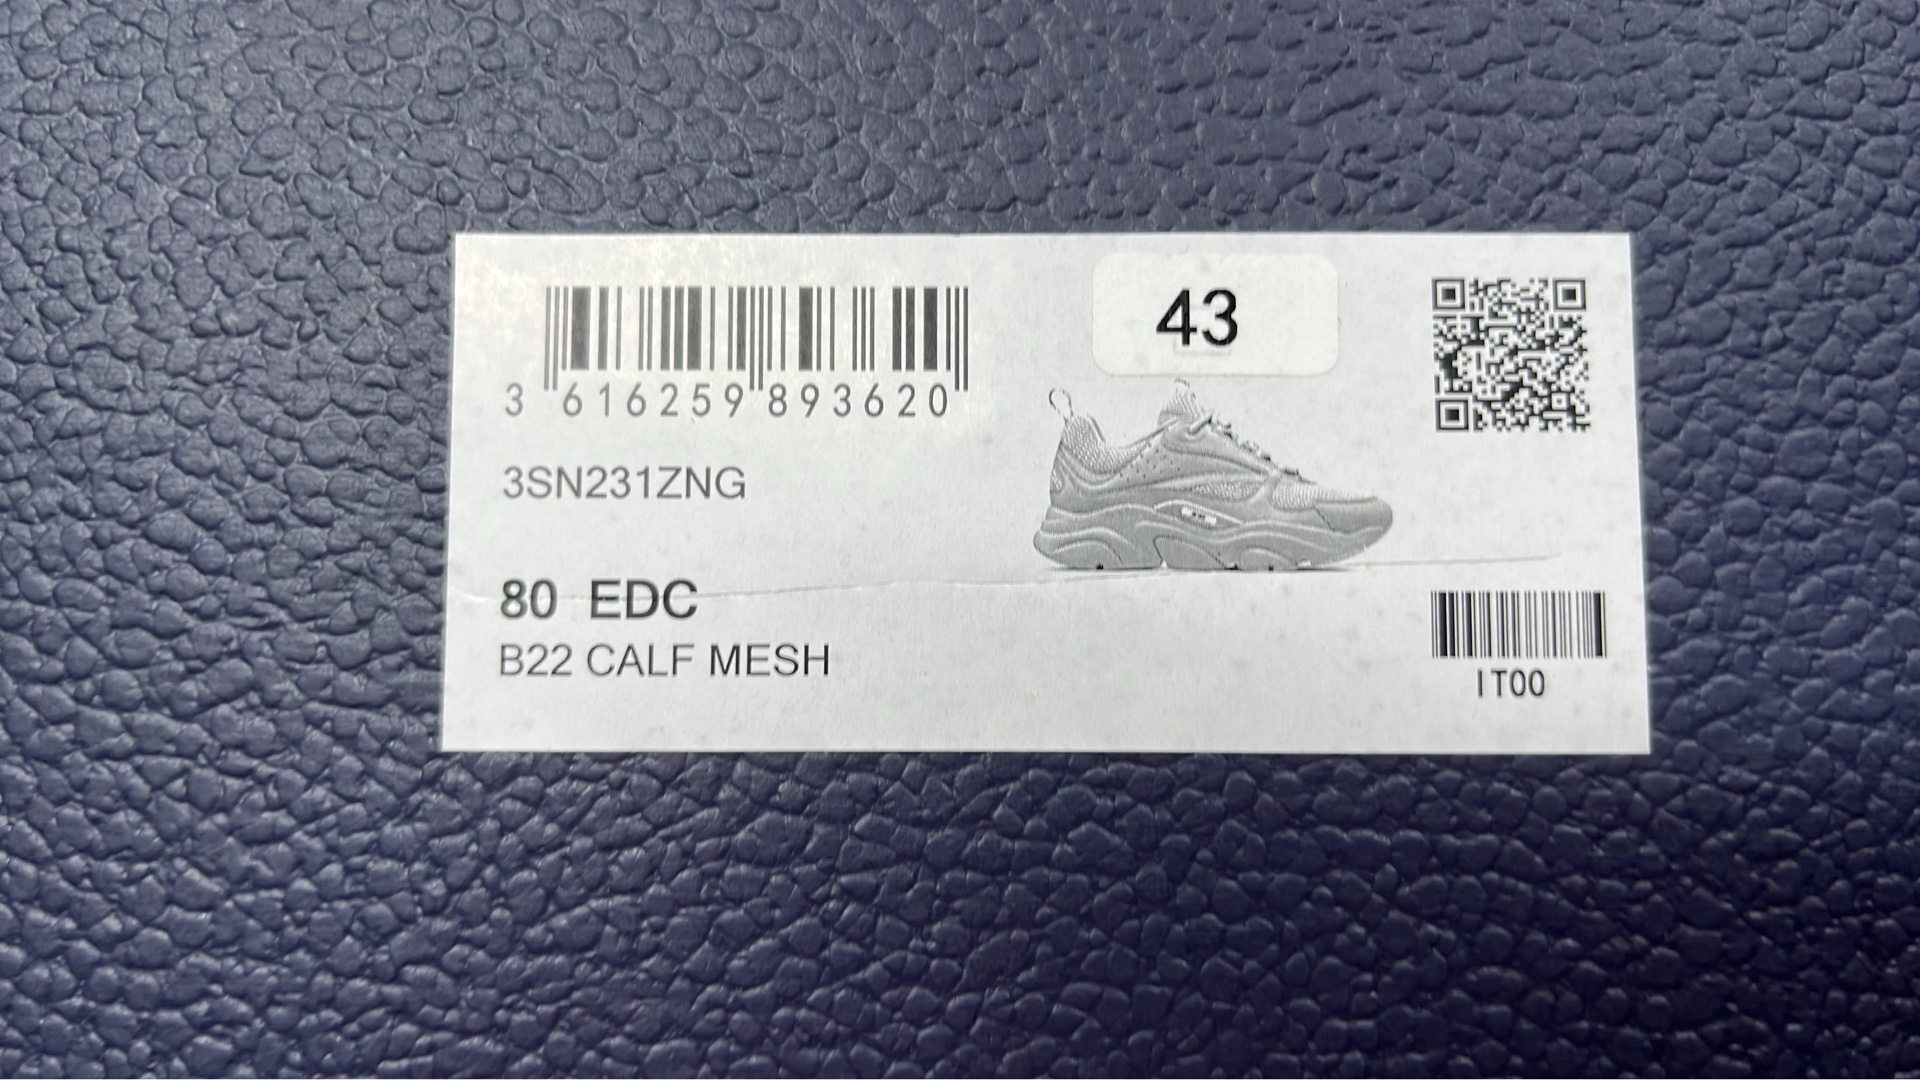 43
3 616259 893620
3SN231ZNG
80 EDC
B22 CALF MESH
IT00